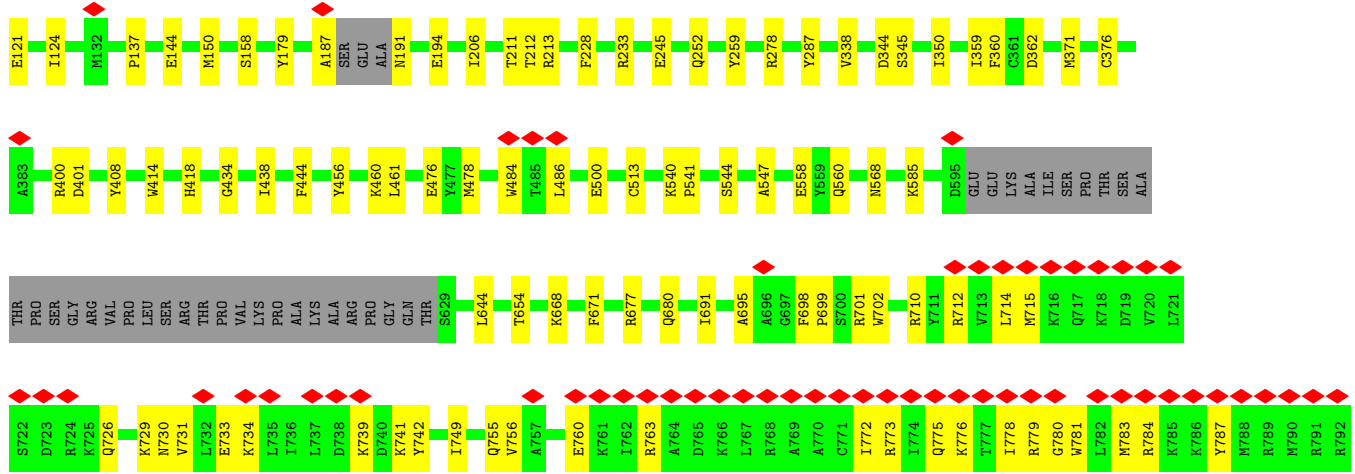 E121 I124 M132 P137 E144 M150 S158 Y179 A187 SER GLU ALA N191 E194 I206 T211 T212 R213 F228 R233 E245 Q252 Y259 R278 Y287 V338 D344 S345 I350 I359 F360 C361 D362 M371 C376
A383 R400 D401 Y408 W414 H418 G434 I438 F444 Y456 K460 L461 E476 Y477 M478 W484 T485 L486 E500 C513 K540 P541 S544 A547 E558 Y559 Q560 N568 K585 D595 GLU GLU LYS ALA ILE SER PRO THR SER ALA
THR PRO SER GLY ARG VAL PRO LEU SER ARG THR PRO VAL LYS PRO ALA LYS ALA ARG PRO GLY GLN THR S629 L644 T654 K668 F671 R677 Q680 I691 A695 A696 G697 F698 P699 S700 R701 W702 R710 Y711 R712 V713 L714 M715 K716 Q717 K718 D719 V720 L721
S722 D723 R724 K725 Q726 K729 N730 V731 L732 E733 K734 L735 I736 L737 D738 K739 D740 K741 Y742 I749 Q755 V756 A757 E760 K761 I762 R763 A764 D765 K766 L767 R768 A769 A770 C771 I772 R773 I774 Q775 K776 T777 I778 R779 G780 W781 L782 M783 R784 K785 K786 Y787 M788 R789 M790 R791 R792